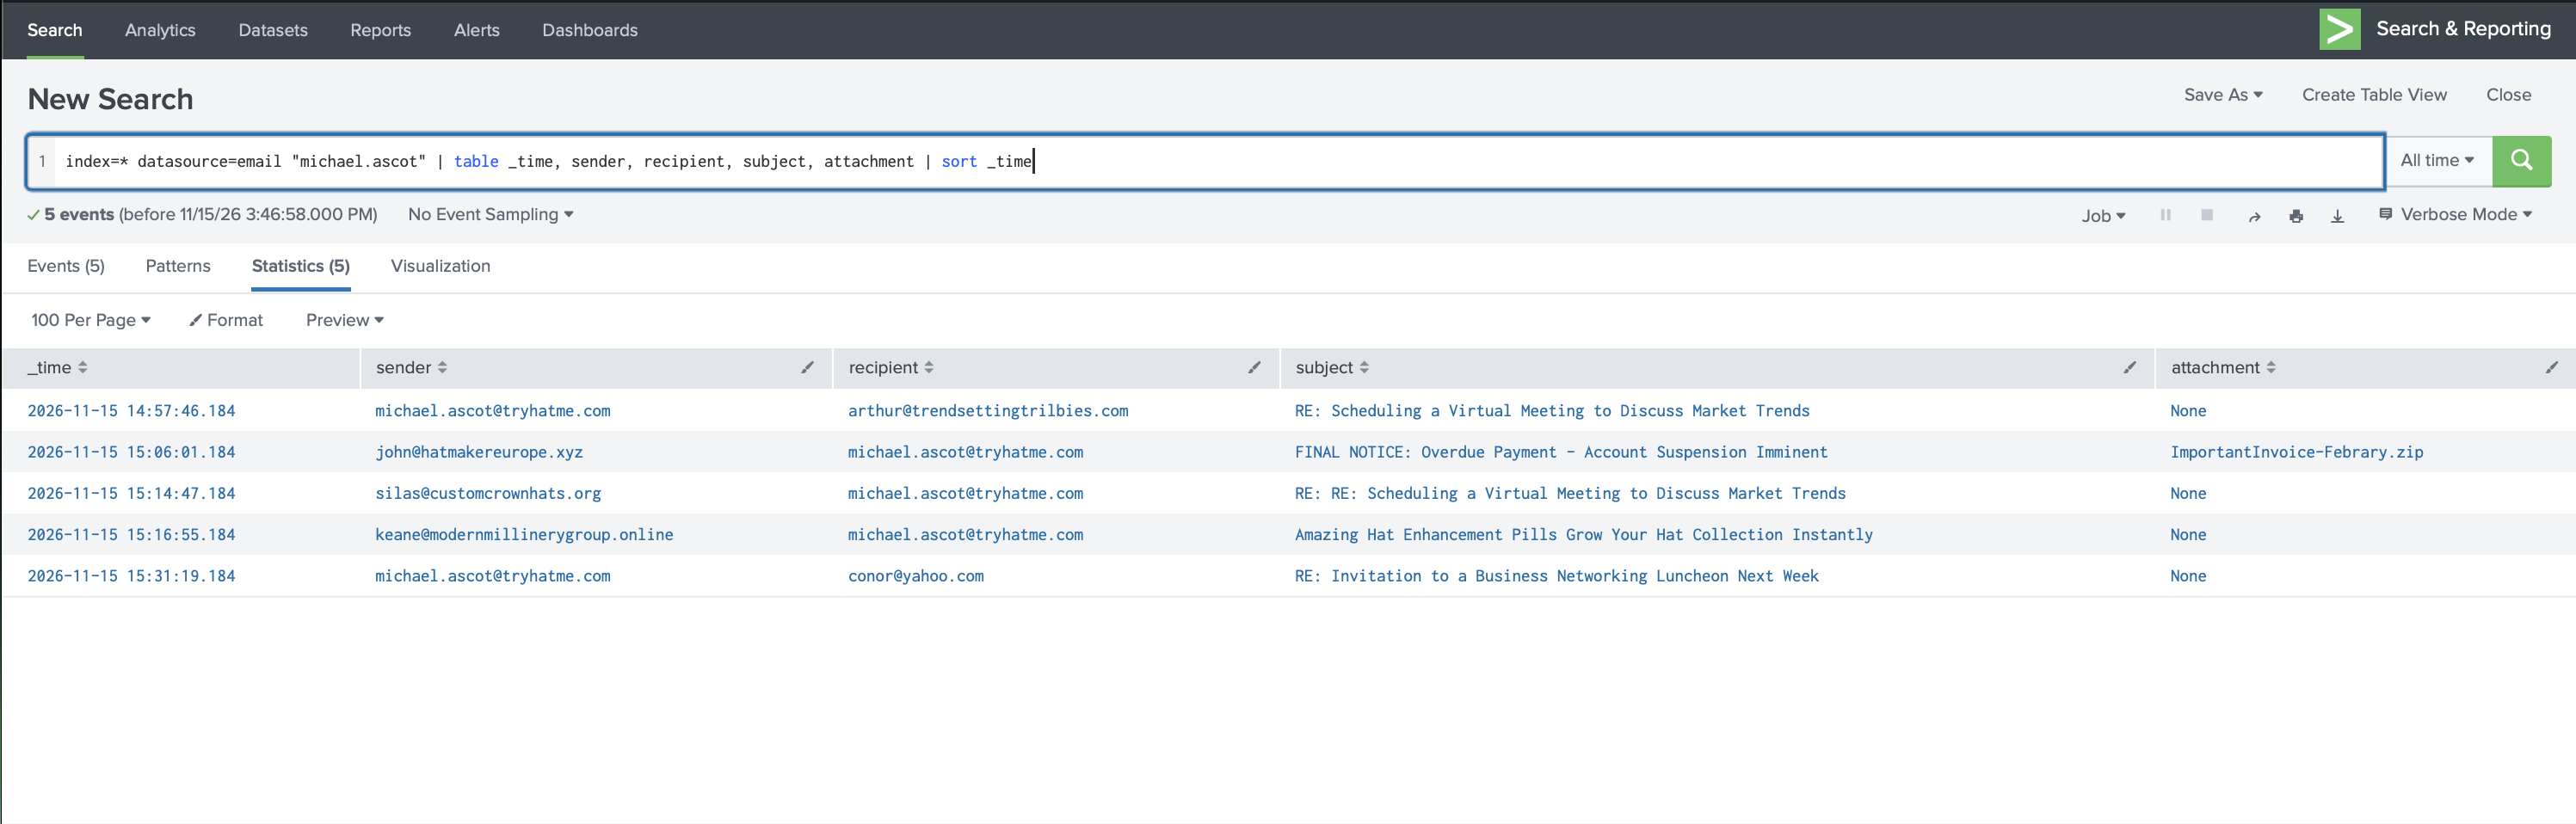 Search Analytics Datasets Reports Alerts Dashboards > Search & Reporting
New Search Save As Create Table View Close
1 index=* datasource=email "michael.ascot" | table _time, sender, recipient, subject, attachment | sort _time All time
5 events (before 11/15/26 3:46:58.000 PM) No Event Sampling Job Verbose Mode
Events (5) Patterns Statistics (5) Visualization
100 Per Page Format Preview
_time sender recipient subject attachment
2026-11-15 14:57:46.184 michael.ascot@tryhatme.com arthur@trendsettingtrilbies.com RE: Scheduling a Virtual Meeting to Discuss Market Trends None
2026-11-15 15:06:01.184 john@hatmakereurope.xyz michael.ascot@tryhatme.com FINAL NOTICE: Overdue Payment - Account Suspension Imminent ImportantInvoice-Febrary.zip
2026-11-15 15:14:47.184 silas@customcrownhats.org michael.ascot@tryhatme.com RE: RE: Scheduling a Virtual Meeting to Discuss Market Trends None
2026-11-15 15:16:55.184 keane@modernmillinerygroup.online michael.ascot@tryhatme.com Amazing Hat Enhancement Pills Grow Your Hat Collection Instantly None
2026-11-15 15:31:19.184 michael.ascot@tryhatme.com conor@yahoo.com RE: Invitation to a Business Networking Luncheon Next Week None